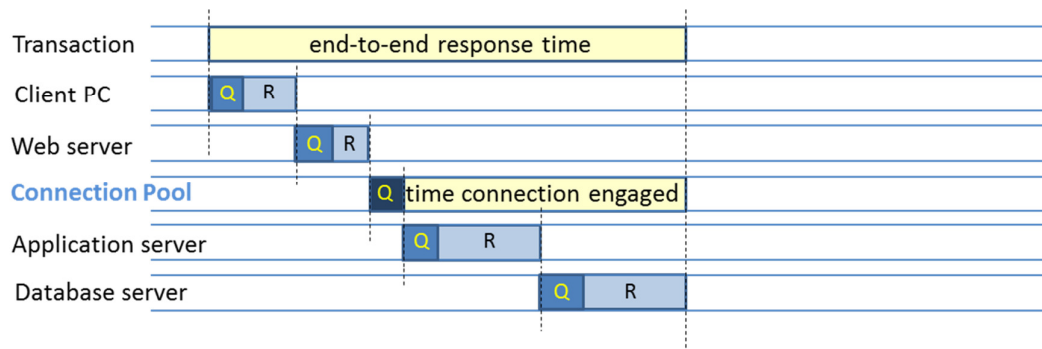 Transaction end-to-end response time
Client PC Q R
Web server Q R
Connection Pool Q time connection engaged
Application server Q R
Database server Q R